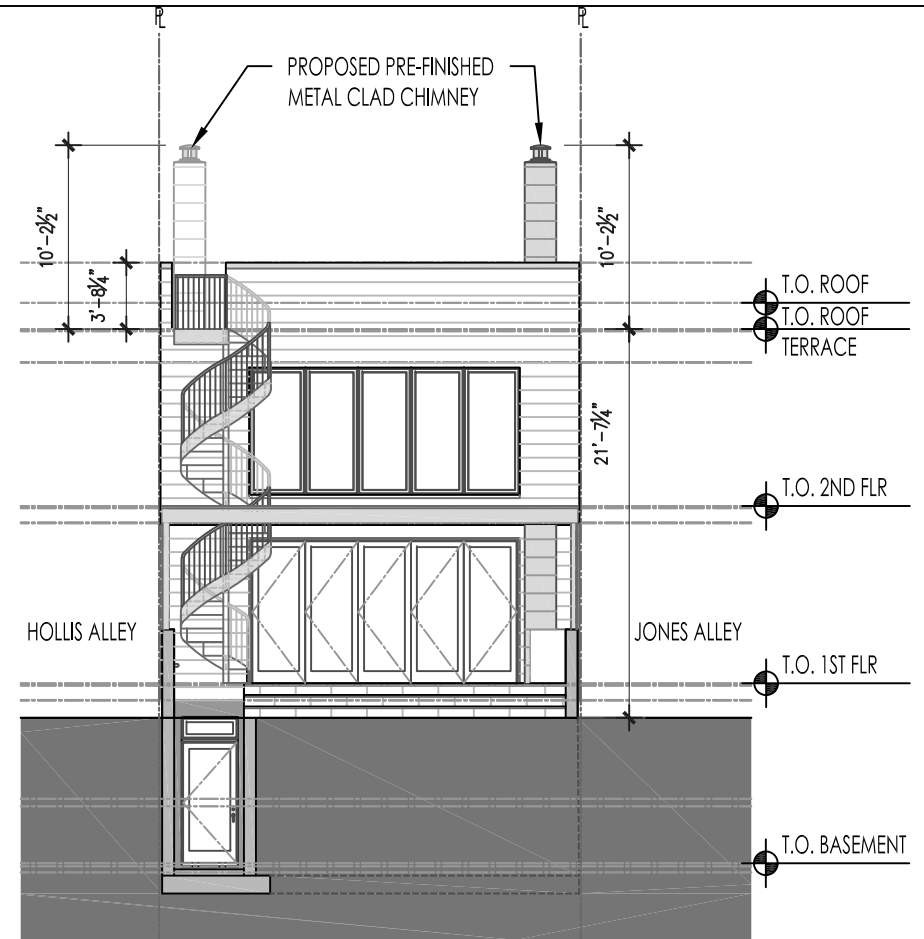 PL PL
PROPOSED PRE-FINISHED
METAL CLAD CHIMNEY
10'-2½"
3'-8¼"
10'-2½"
T.O. ROOF
T.O. ROOF
TERRACE
21'-7¼"
T.O. 2ND FLR
HOLLIS ALLEY
JONES ALLEY
T.O. 1ST FLR
T.O. BASEMENT